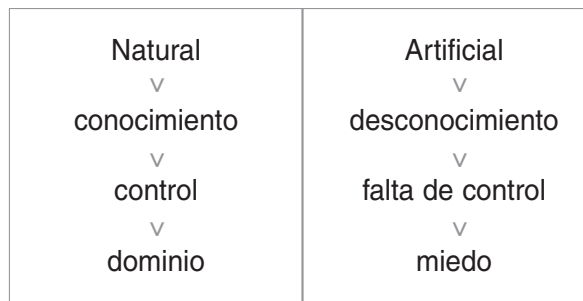 Natural
v
conocimiento
v
control
v
dominio
Artificial
v
desconocimiento
v
falta de control
v
miedo